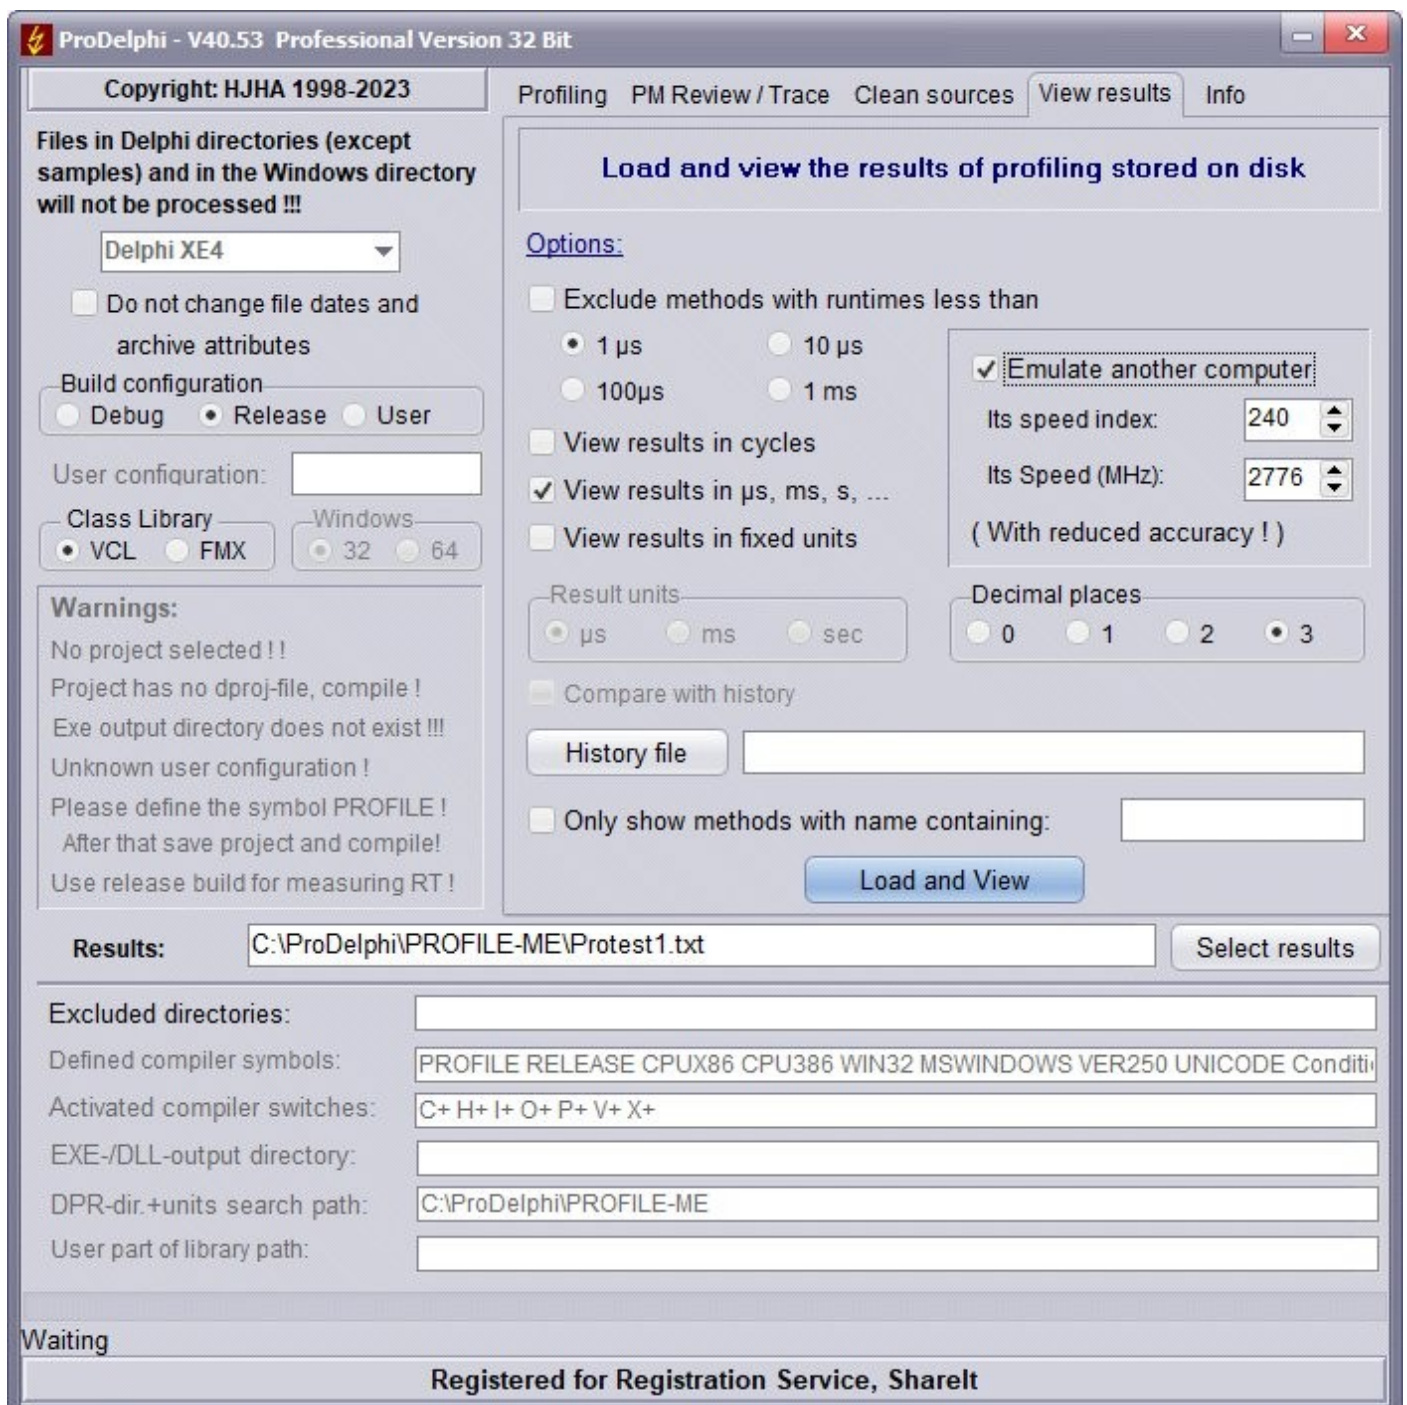 ProDelphi - V40.53 Professional Version 32 Bit
Copyright: HJHA 1998-2023
Files in Delphi directories (except
samples) and in the Windows directory
will not be processed !!!
Delphi XE4
Do not change file dates and
archive attributes
Build configuration
Debug Release User
User configuration:
Class Library
VCL FMX
Windows
32 64
Warnings:
No project selected ! !
Project has no dproj-file, compile !
Exe output directory does not exist !!!
Unknown user configuration !
Please define the symbol PROFILE !
After that save project and compile!
Use release build for measuring RT !
Profiling PM Review / Trace Clean sources View results Info
Load and view the results of profiling stored on disk
Options:
Exclude methods with runtimes less than
1 µs 10 µs
100µs 1 ms
View results in cycles
View results in µs, ms, s, ...
View results in fixed units
Emulate another computer
Its speed index: 240
Its Speed (MHz): 2776
( With reduced accuracy ! )
Result units
µs ms sec
Decimal places
0 1 2 3
Compare with history
History file
Only show methods with name containing:
Load and View
Results: C:\ProDelphi\PROFILE-ME\Protest1.txt Select results
Excluded directories:
Defined compiler symbols: PROFILE RELEASE CPUX86 CPU386 WIN32 MSWINDOWS VER250 UNICODE Conditi
Activated compiler switches: C+ H+ I+ O+ P+ V+ X+
EXE-/DLL-output directory:
DPR-dir.+units search path: C:\ProDelphi\PROFILE-ME
User part of library path:
Waiting
Registered for Registration Service, ShareIt